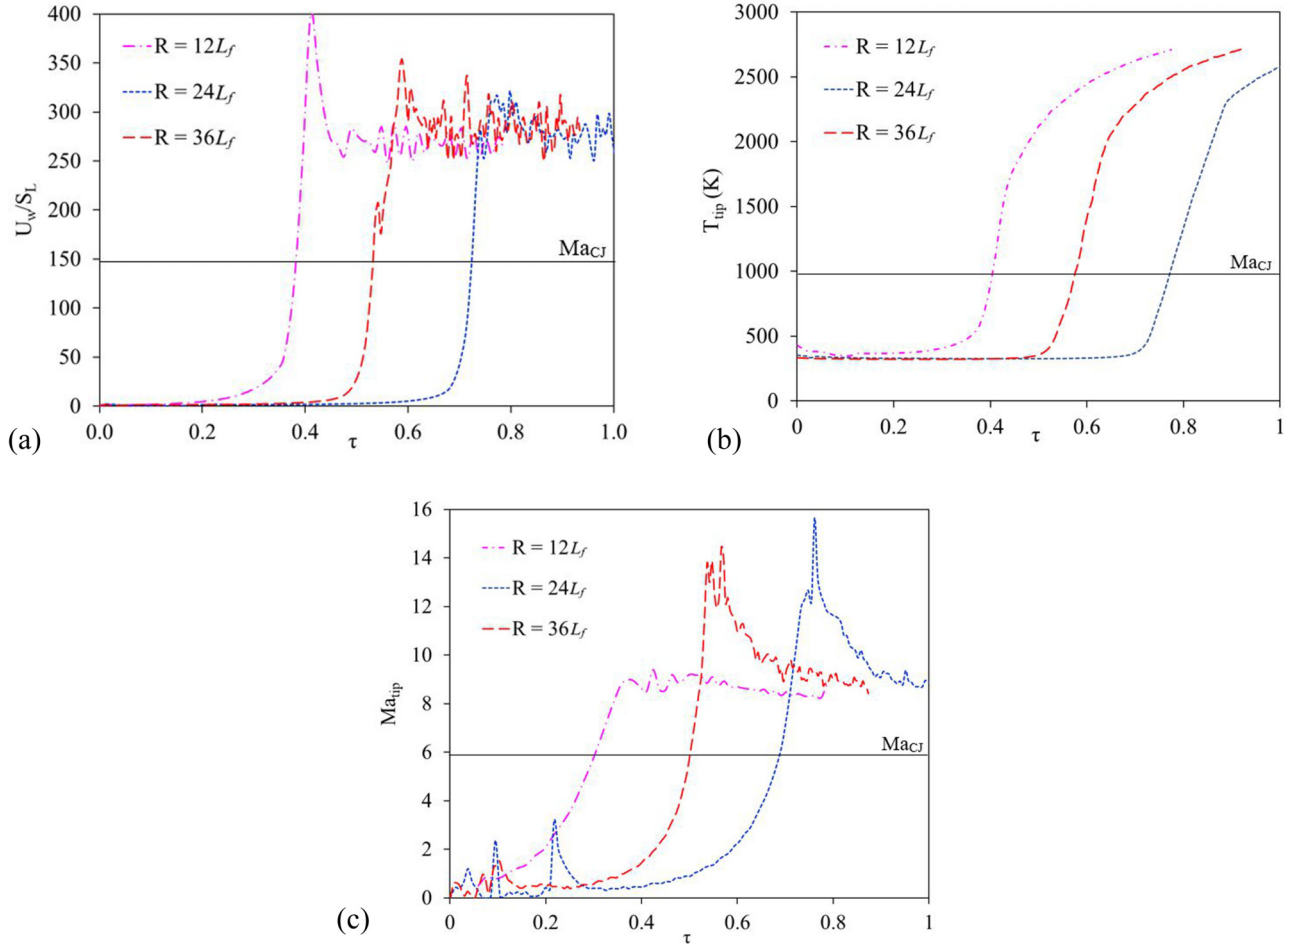 400
350
300
250
200
150
100
50
0
U_w/S_L
R = 12L_f
R = 24L_f
R = 36L_f
Ma_CJ
0.0 0.2 0.4 0.6 0.8 1.0
τ
(a)
3000
2500
2000
1500
1000
500
0
T_tip (K)
R = 12L_f
R = 24L_f
R = 36L_f
Ma_CJ
0 0.2 0.4 0.6 0.8 1
τ
(b)
16
14
12
10
8
6
4
2
0
Ma_tip
R = 12L_f
R = 24L_f
R = 36L_f
Ma_CJ
0 0.2 0.4 0.6 0.8 1
τ
(c)